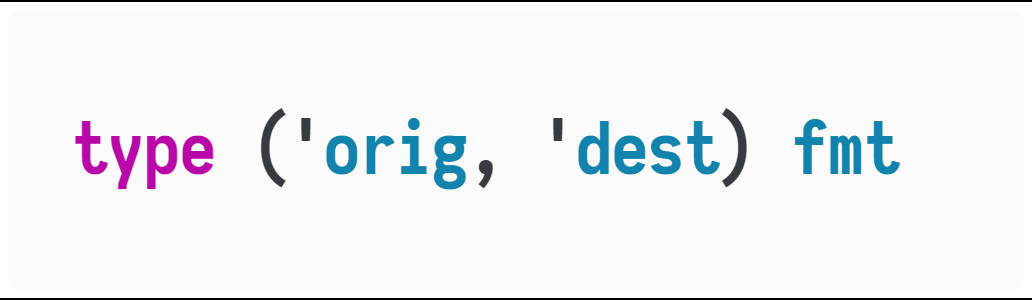 type ('orig, 'dest) fmt